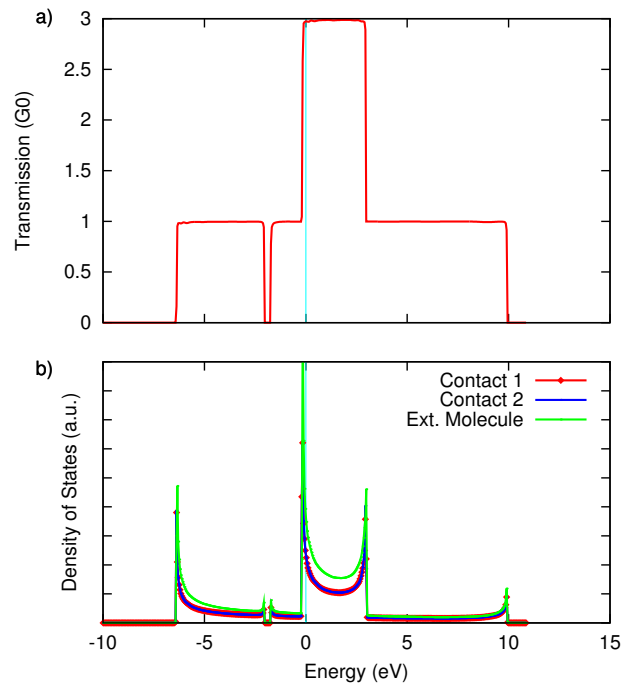 a)
3
2.5
2
1.5
1
0.5
0
Transmission (G0)
b)
Contact 1
Contact 2
Ext. Molecule
Density of States (a.u.)
-10 -5 0 5 10 15
Energy (eV)